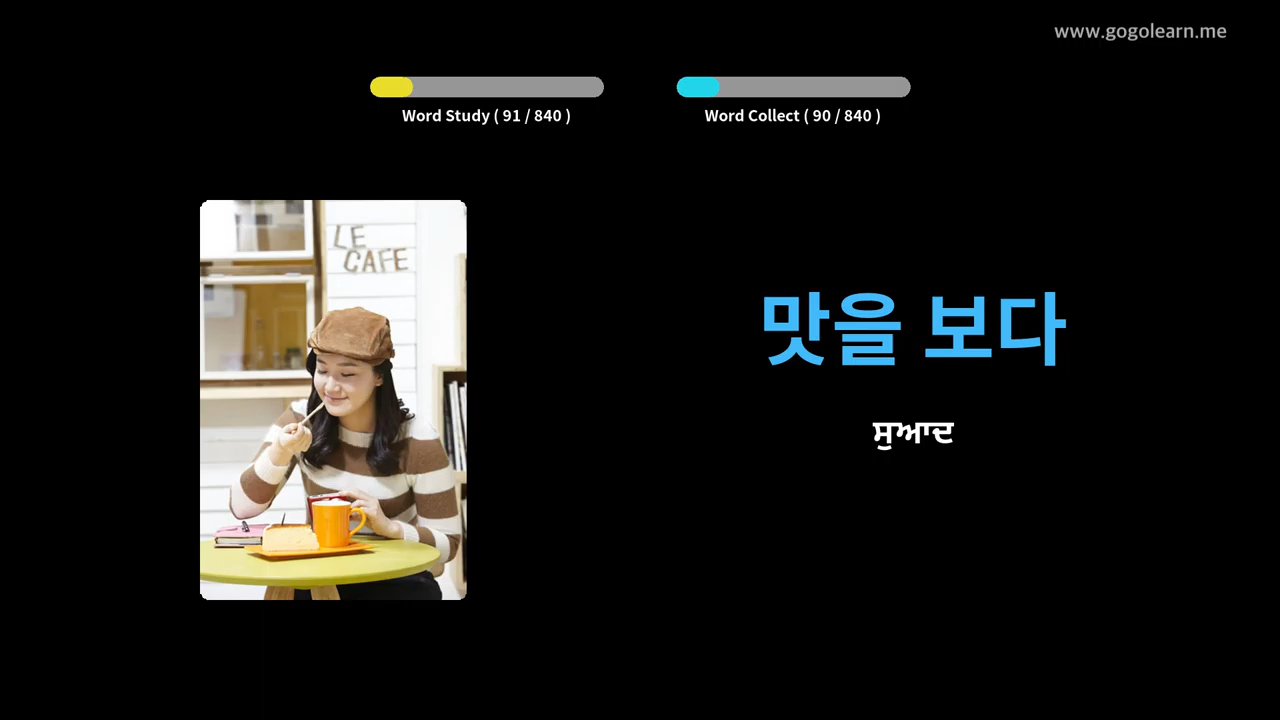 www.gogolearn.me
Word Study ( 91 / 840 )
Word Collect ( 90 / 840 )
LE
CAFE
맛을 보다
ਸੁਆਦ